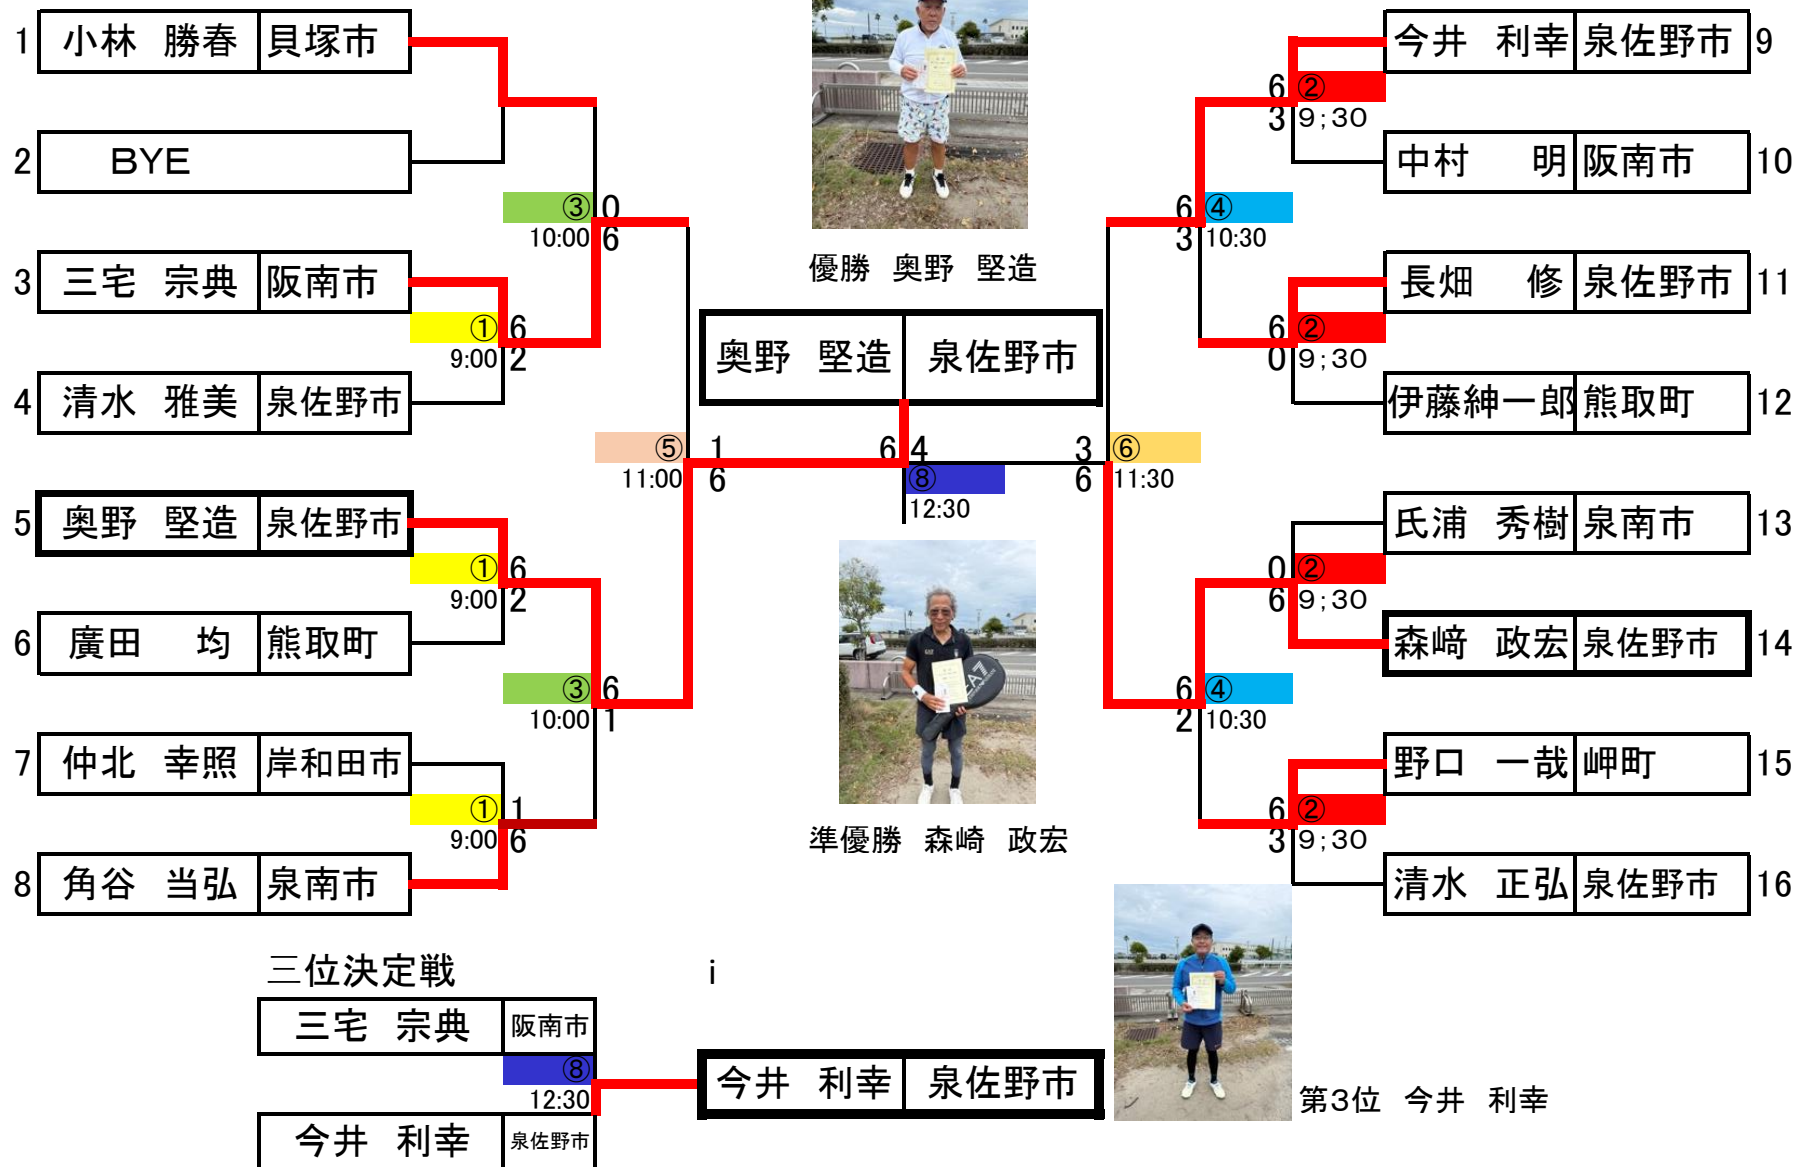 1 小林 勝春 貝塚市
2 BYE
③ 0
10:00 6
3 三宅 宗典 阪南市
① 6
9:00 2
4 清水 雅美 泉佐野市
⑤ 1
11:00 6
5 奥野 堅造 泉佐野市
① 6
9:00 2
6 廣田 均 熊取町
③ 6
10:00 1
7 仲北 幸照 岸和田市
① 1
9:00 6
8 角谷 当弘 泉南市
優勝 奥野 堅造
奥野 堅造 泉佐野市
6 4
⑧
12:30
EA7
準優勝 森崎 政宏
今井 利幸 泉佐野市 9
6 ②
3 9;30
中村 明 阪南市 10
6 ④
3 10:30
長畑 修 泉佐野市 11
6 ②
0 9;30
伊藤紳一郎 熊取町 12
3 ⑥
6 11:30
氏浦 秀樹 泉南市 13
0 ②
6 9;30
森﨑 政宏 泉佐野市 14
6 ④
2 10:30
野口 一哉 岬町 15
6 ②
3 9;30
清水 正弘 泉佐野市 16
三位決定戦
i
三宅 宗典 阪南市
⑧
12:30
今井 利幸 泉佐野市
今井 利幸 泉佐野市
第3位 今井 利幸